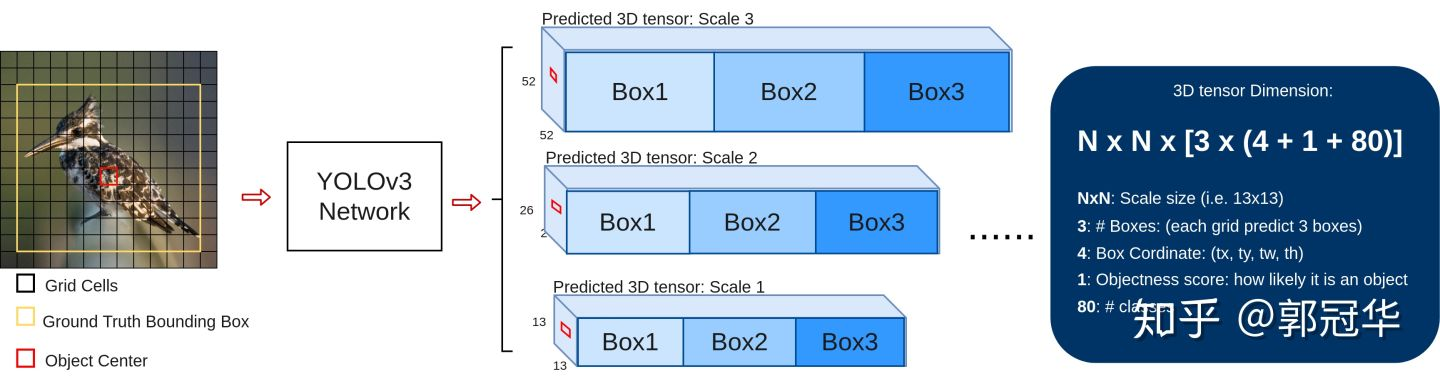 Grid Cells
Ground Truth Bounding Box
Object Center
YOLOv3
Network
Predicted 3D tensor: Scale 3
52
52
Box1
Box2
Box3
Predicted 3D tensor: Scale 2
26
2
Box1
Box2
Box3
Predicted 3D tensor: Scale 1
13
13
Box1
Box2
Box3
......
3D tensor Dimension:
N x N x [3 x (4 + 1 + 80)]
NxN: Scale size (i.e. 13x13)
3: # Boxes: (each grid predict 3 boxes)
4: Box Cordinate: (tx, ty, tw, th)
1: Objectness score: how likely it is an object
80: # classes
知乎 @郭冠华